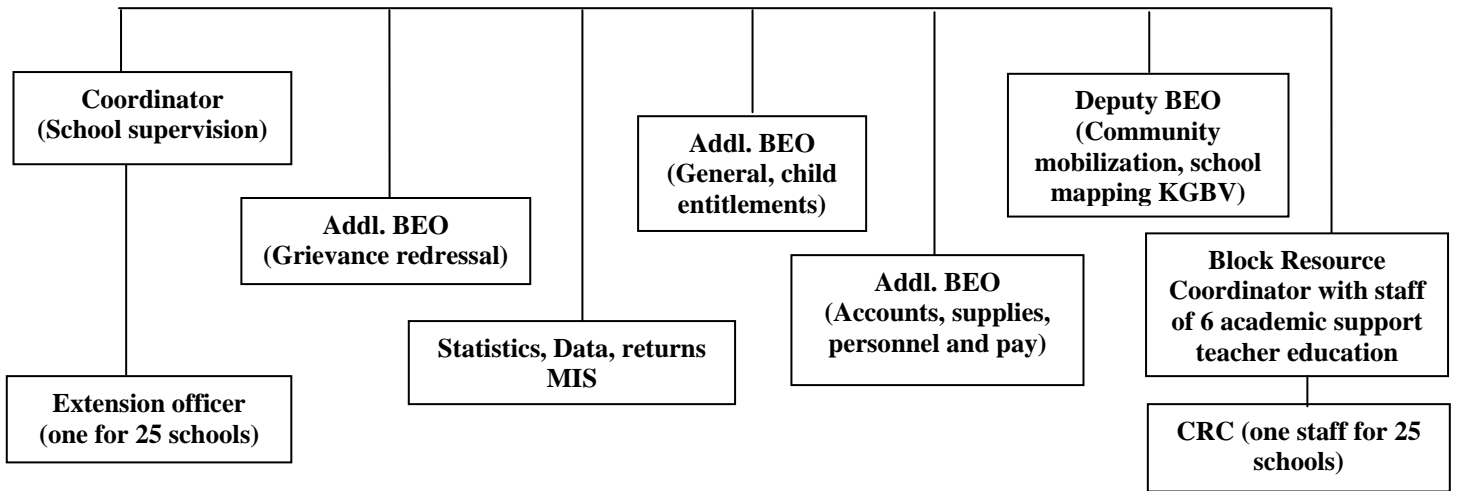 Coordinator
(School supervision)
Extension officer
(one for 25 schools)
Addl. BEO
(Grievance redressal)
Statistics, Data, returns
MIS
Addl. BEO
(General, child
entitlements)
Addl. BEO
(Accounts, supplies,
personnel and pay)
Deputy BEO
(Community
mobilization, school
mapping KGBV)
Block Resource
Coordinator with staff
of 6 academic support
teacher education
CRC (one staff for 25
schools)